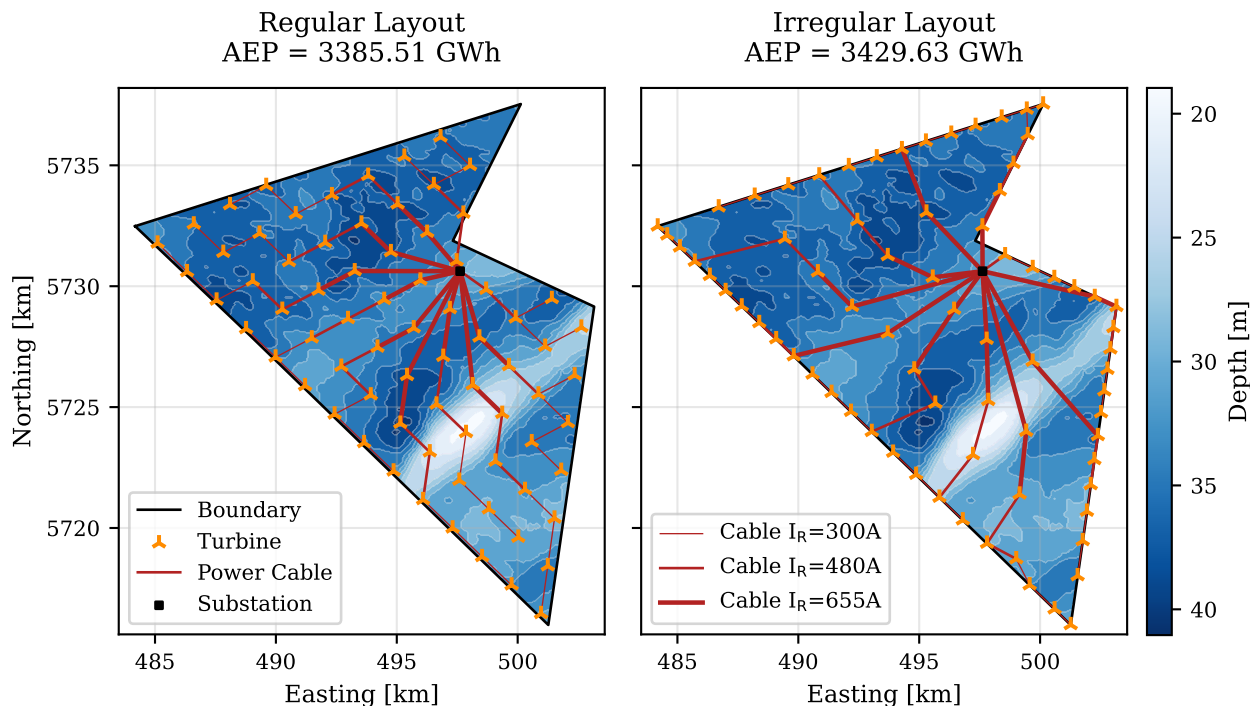 Regular Layout
AEP = 3385.51 GWh
Irregular Layout
AEP = 3429.63 GWh
Northing [km]
5735
5730
5725
5720
Boundary
Turbine
Power Cable
Substation
485
490
495
500
Easting [km]
Cable I_R=300A
Cable I_R=480A
Cable I_R=655A
485
490
495
500
Easting [km]
20
25
30
35
40
Depth [m]